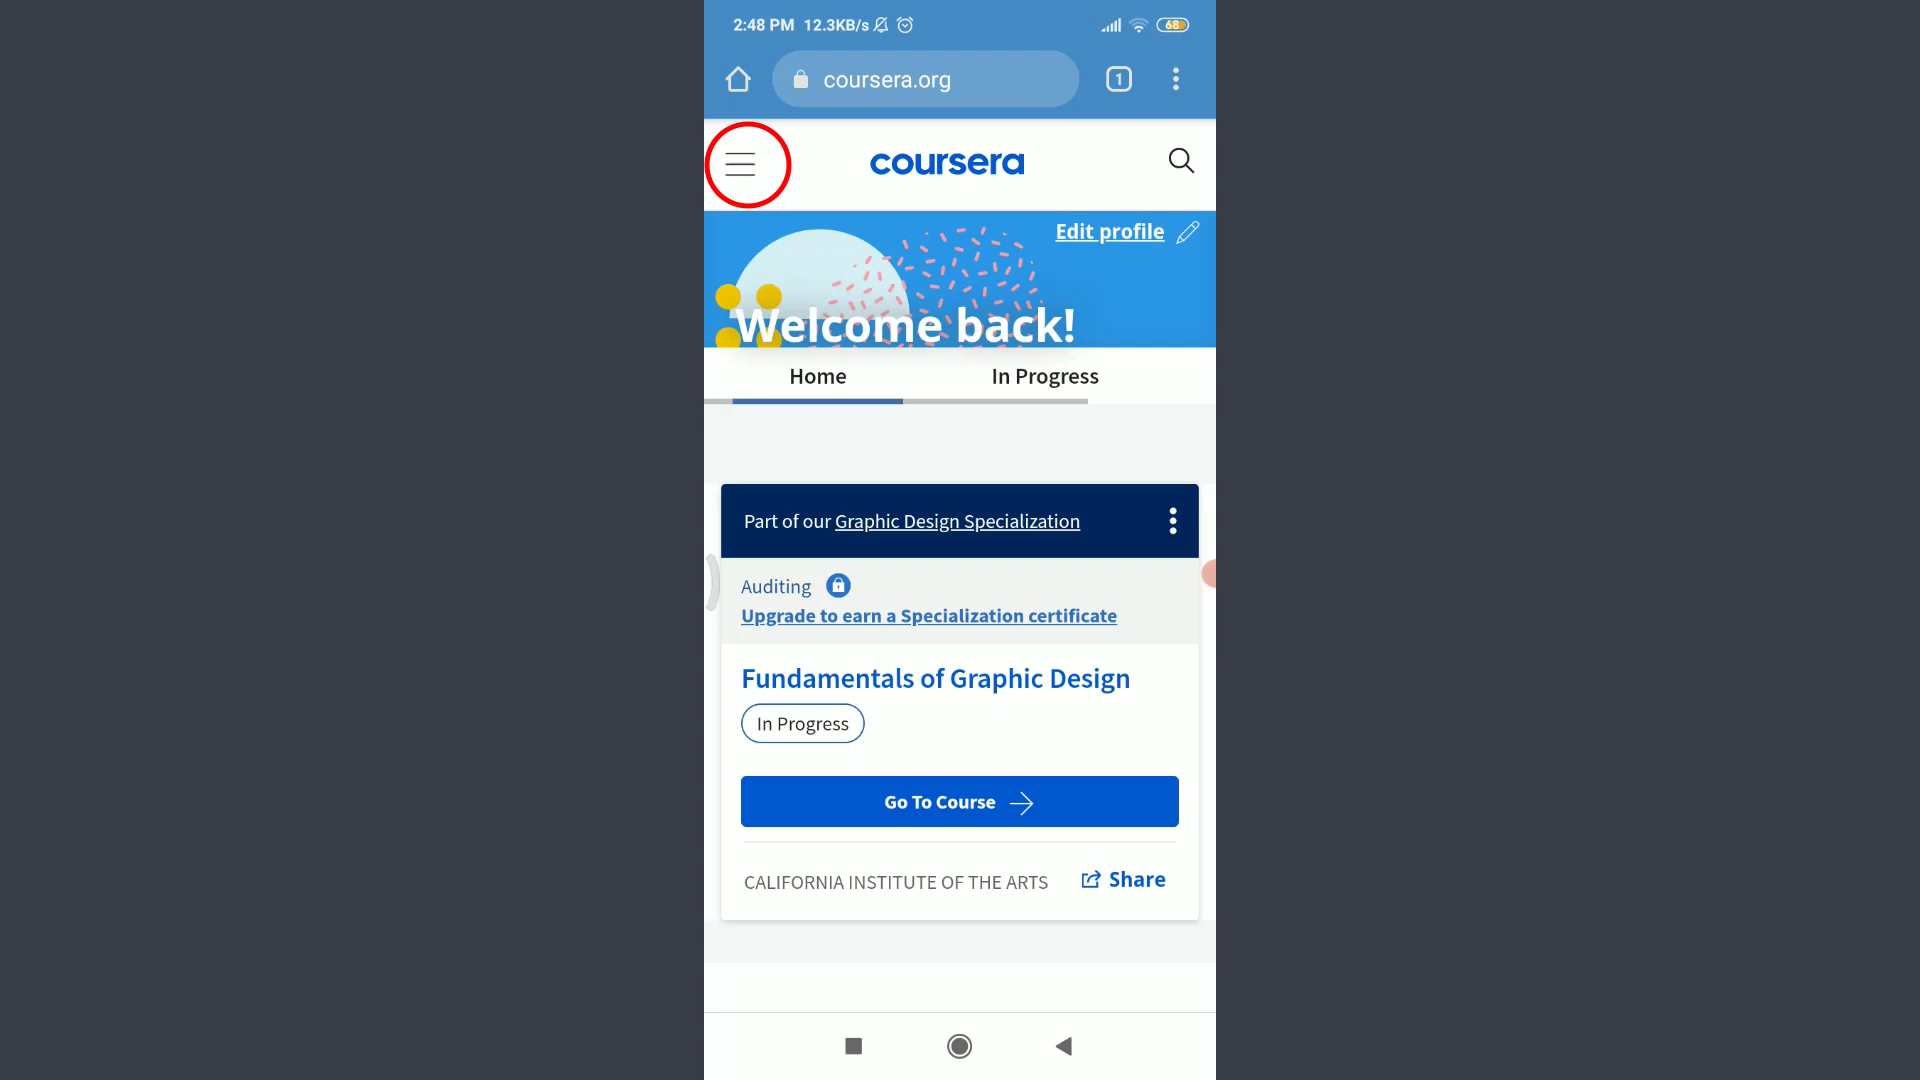 2:48 PM 12.3KB/s 68
coursera.org 1
coursera
Edit profile
Welcome back!
Home In Progress
Part of our Graphic Design Specialization
Auditing
Upgrade to earn a Specialization certificate
Fundamentals of Graphic Design
In Progress
Go To Course
CALIFORNIA INSTITUTE OF THE ARTS Share